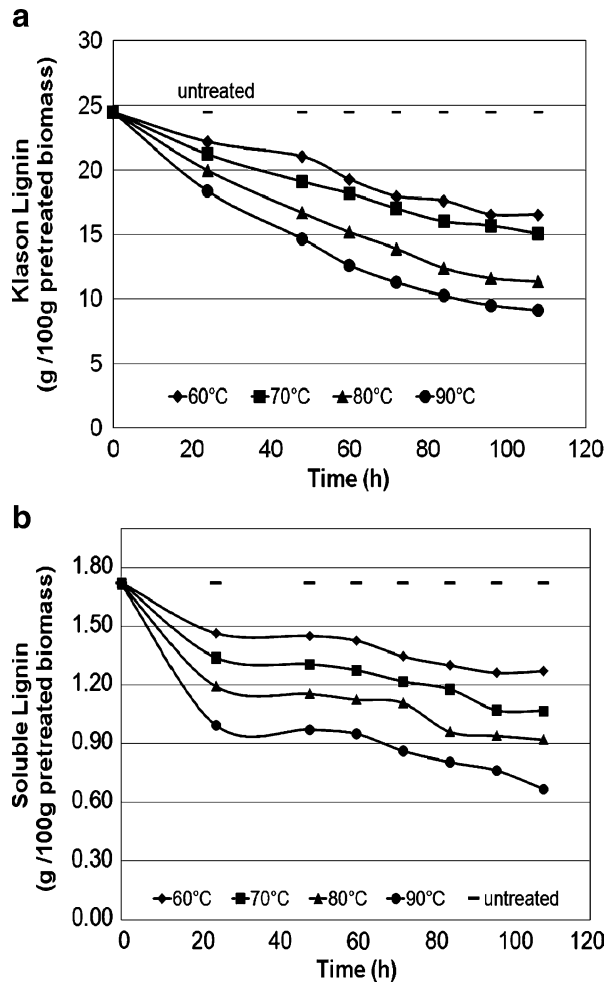 a
30
25
20
15
10
5
0
untreated
60°C 70°C 80°C 90°C
0 20 40 60 80 100 120
Time (h)
Klason Lignin
(g /100g pretreated biomass)
b
1.80
1.50
1.20
0.90
0.60
0.30
0.00
60°C 70°C 80°C 90°C untreated
0 20 40 60 80 100 120
Time (h)
Soluble Lignin
(g /100g pretreated biomass)